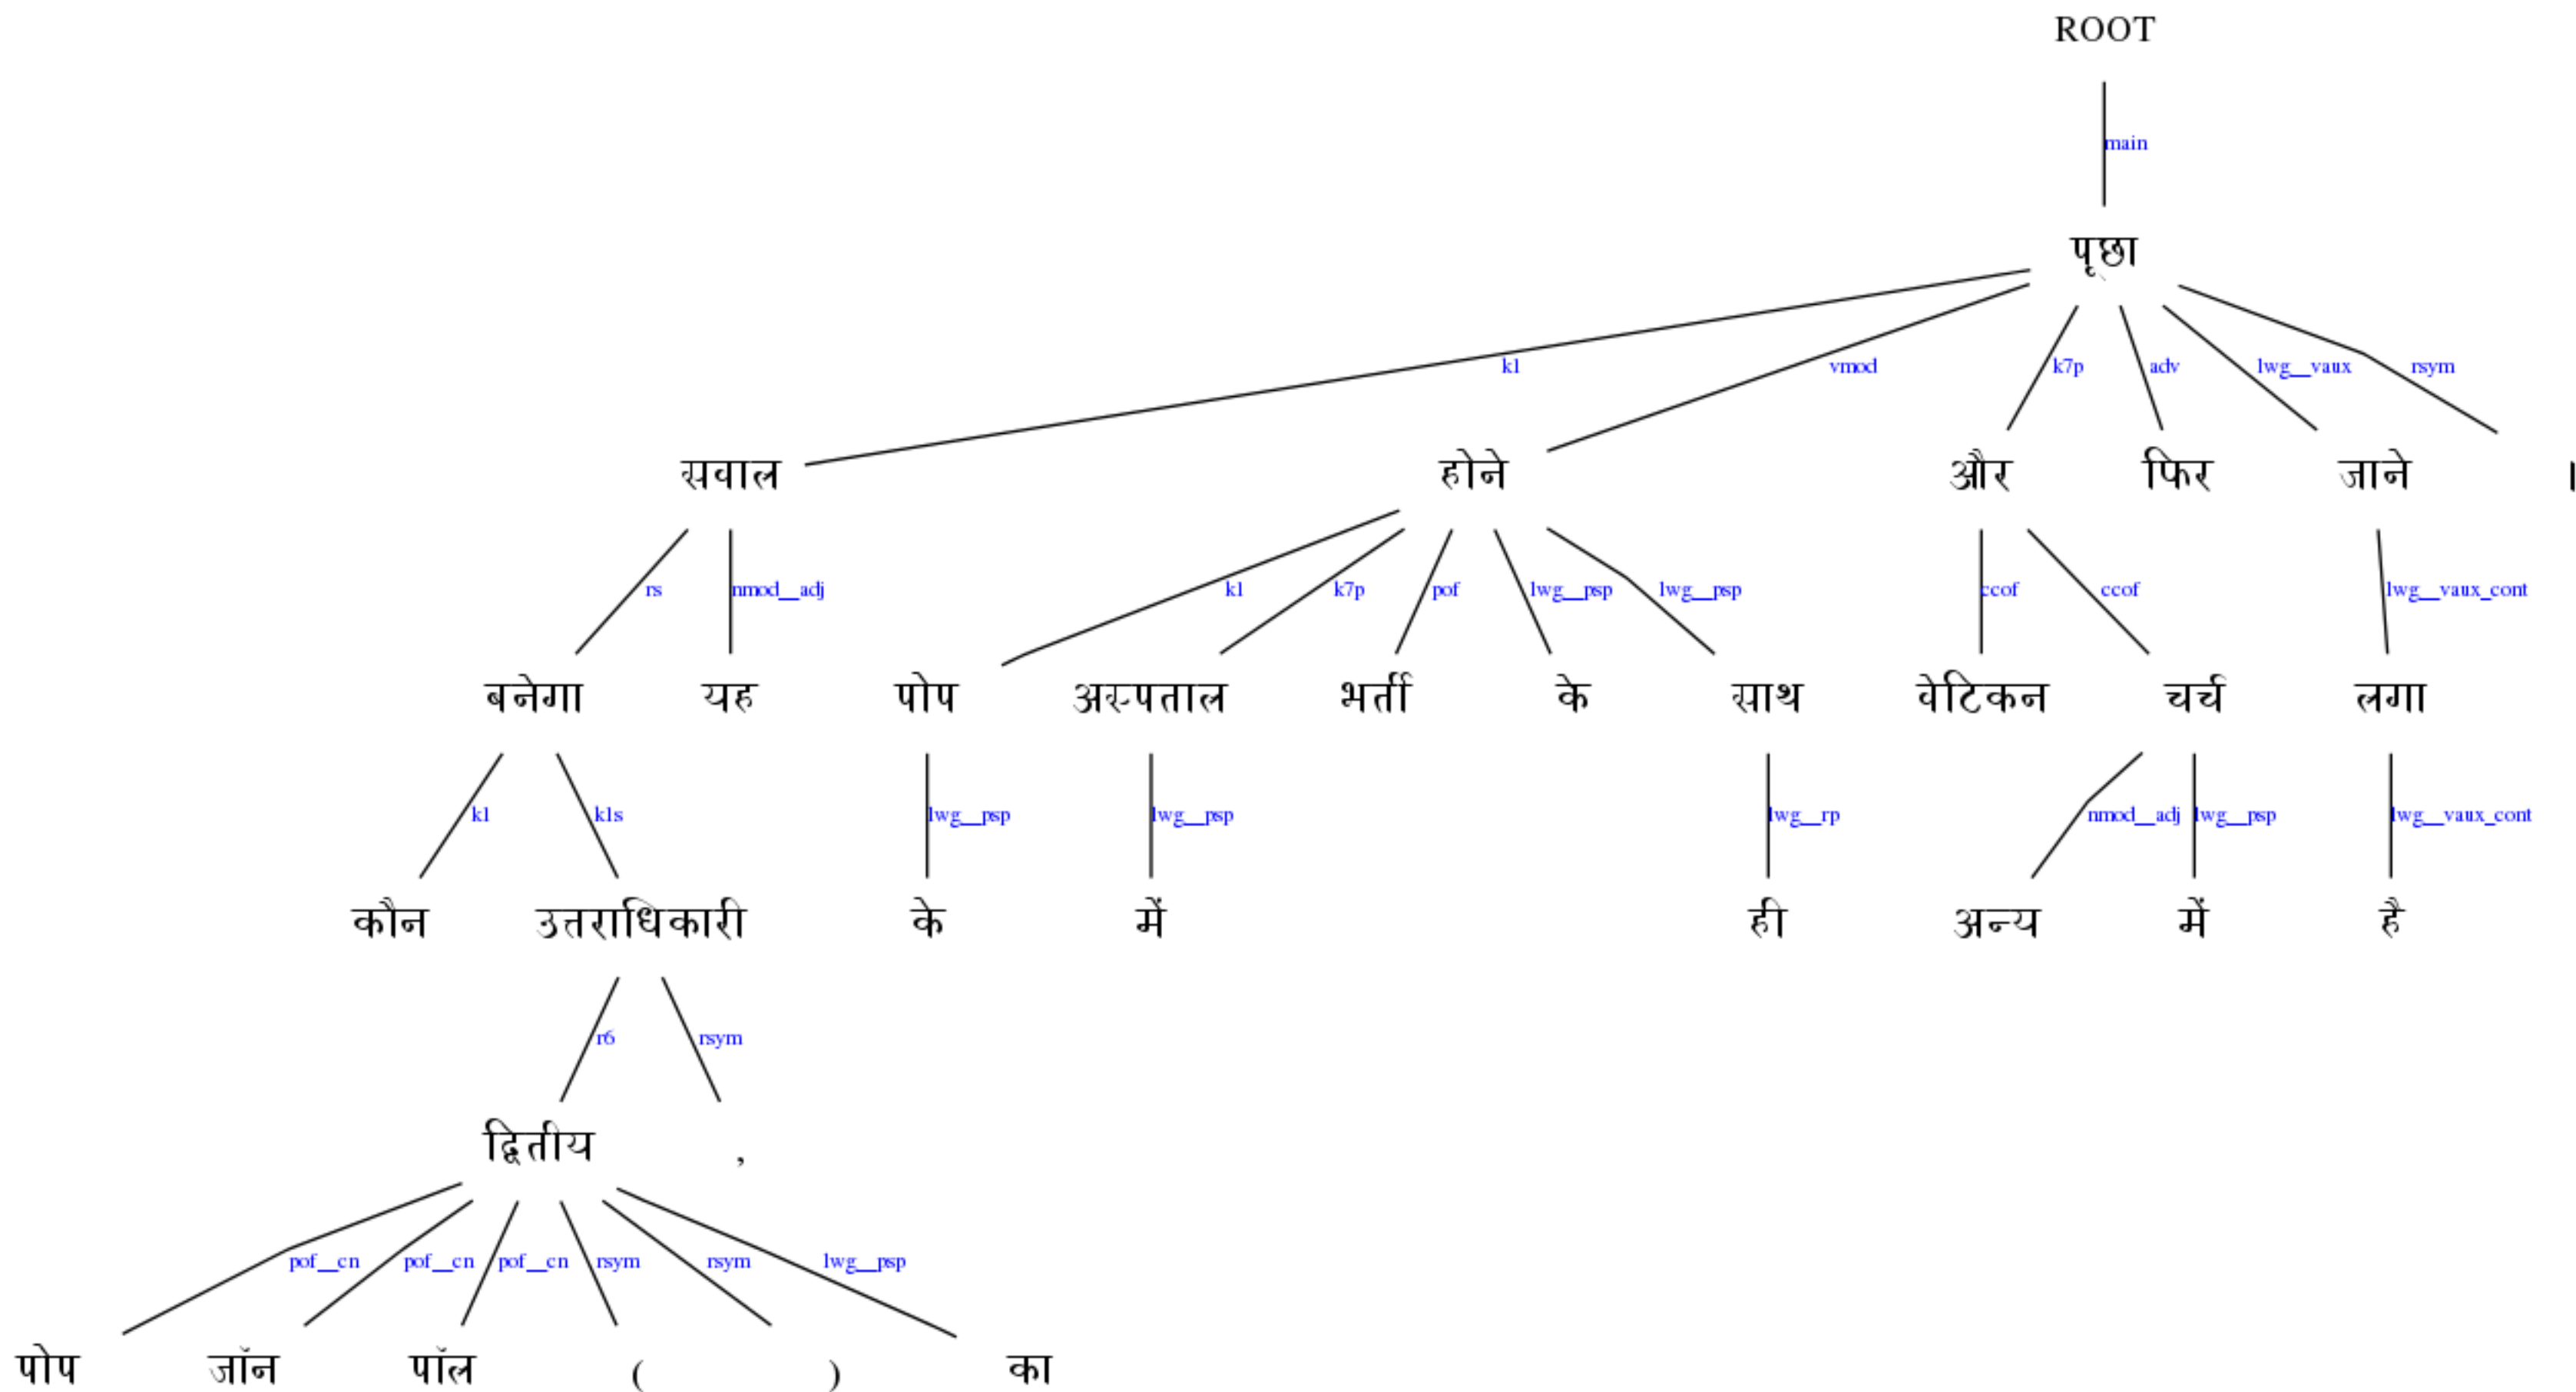 ROOT
main
पूछा
k1 vmod k7p adv lwg__vaux rsym
सवाल होने और फिर जाने ।
rs nmod__adj k1 k7p pof lwg__psp lwg__psp ccof ccof lwg__vaux_cont
बनेगा यह पोप अस्पताल भर्ती के साथ वेटिकन चर्च लगा
k1 k1s lwg__psp lwg__psp lwg__rp nmod__adj lwg__psp lwg__vaux_cont
कौन उत्तराधिकारी के में ही अन्य में है
r6 rsym
द्वितीय ,
pof__cn pof__cn pof__cn rsym rsym lwg__psp
पोप जॉन पॉल ( ) का